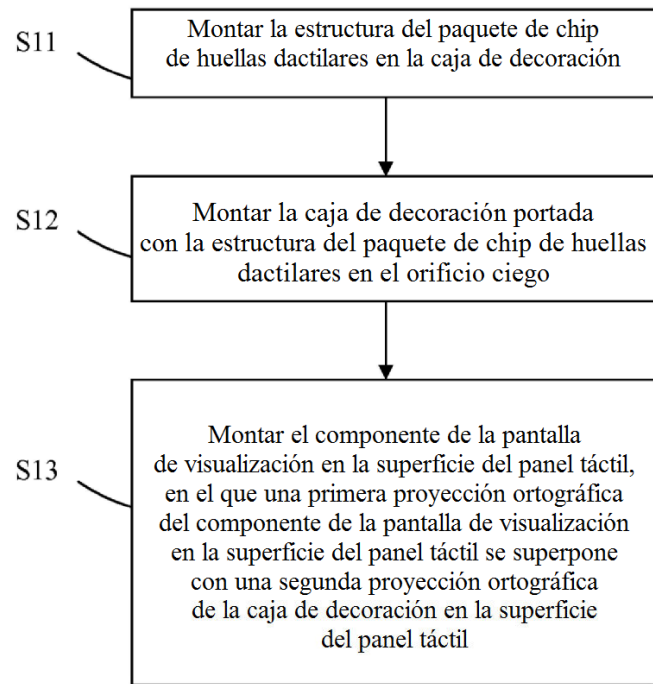 S11
Montar la estructura del paquete de chip
de huellas dactilares en la caja de decoración
S12
Montar la caja de decoración portada
con la estructura del paquete de chip de huellas
dactilares en el orificio ciego
S13
Montar el componente de la pantalla
de visualización en la superficie del panel táctil,
en el que una primera proyección ortográfica
del componente de la pantalla de visualización
en la superficie del panel táctil se superpone
con una segunda proyección ortográfica
de la caja de decoración en la superficie
del panel táctil